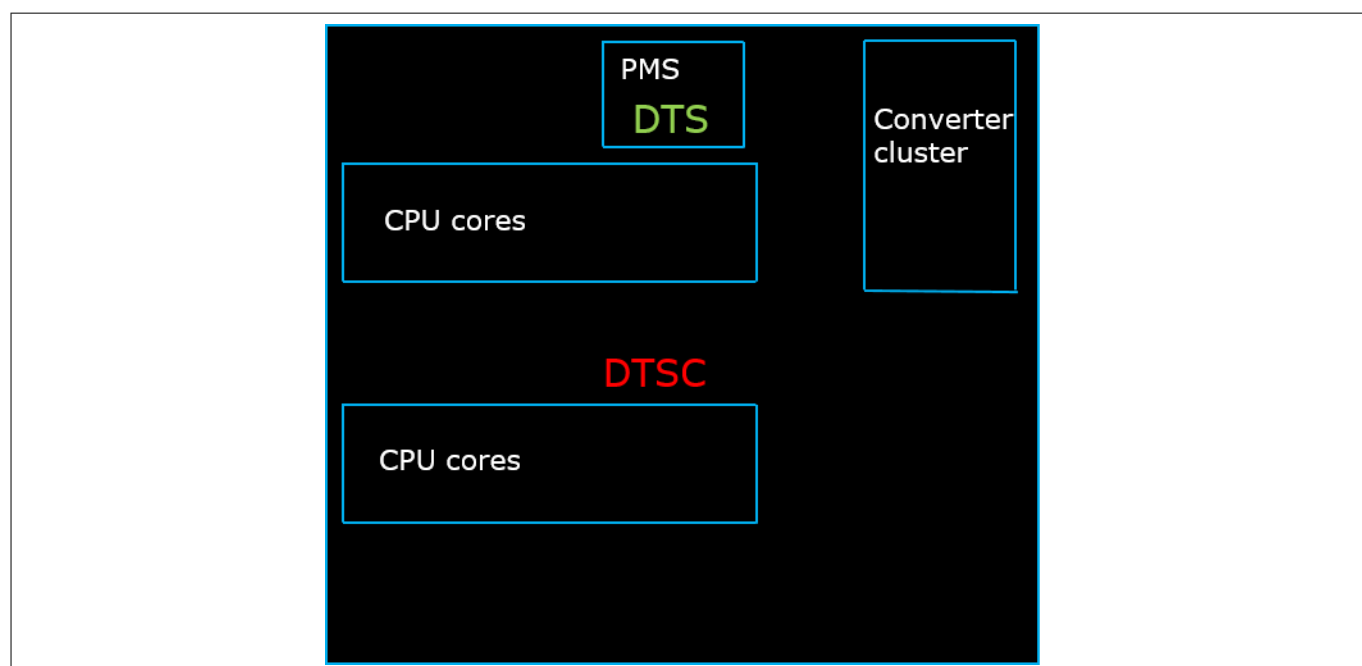 PMS
DTS
Converter
cluster
CPU cores
DTSC
CPU cores